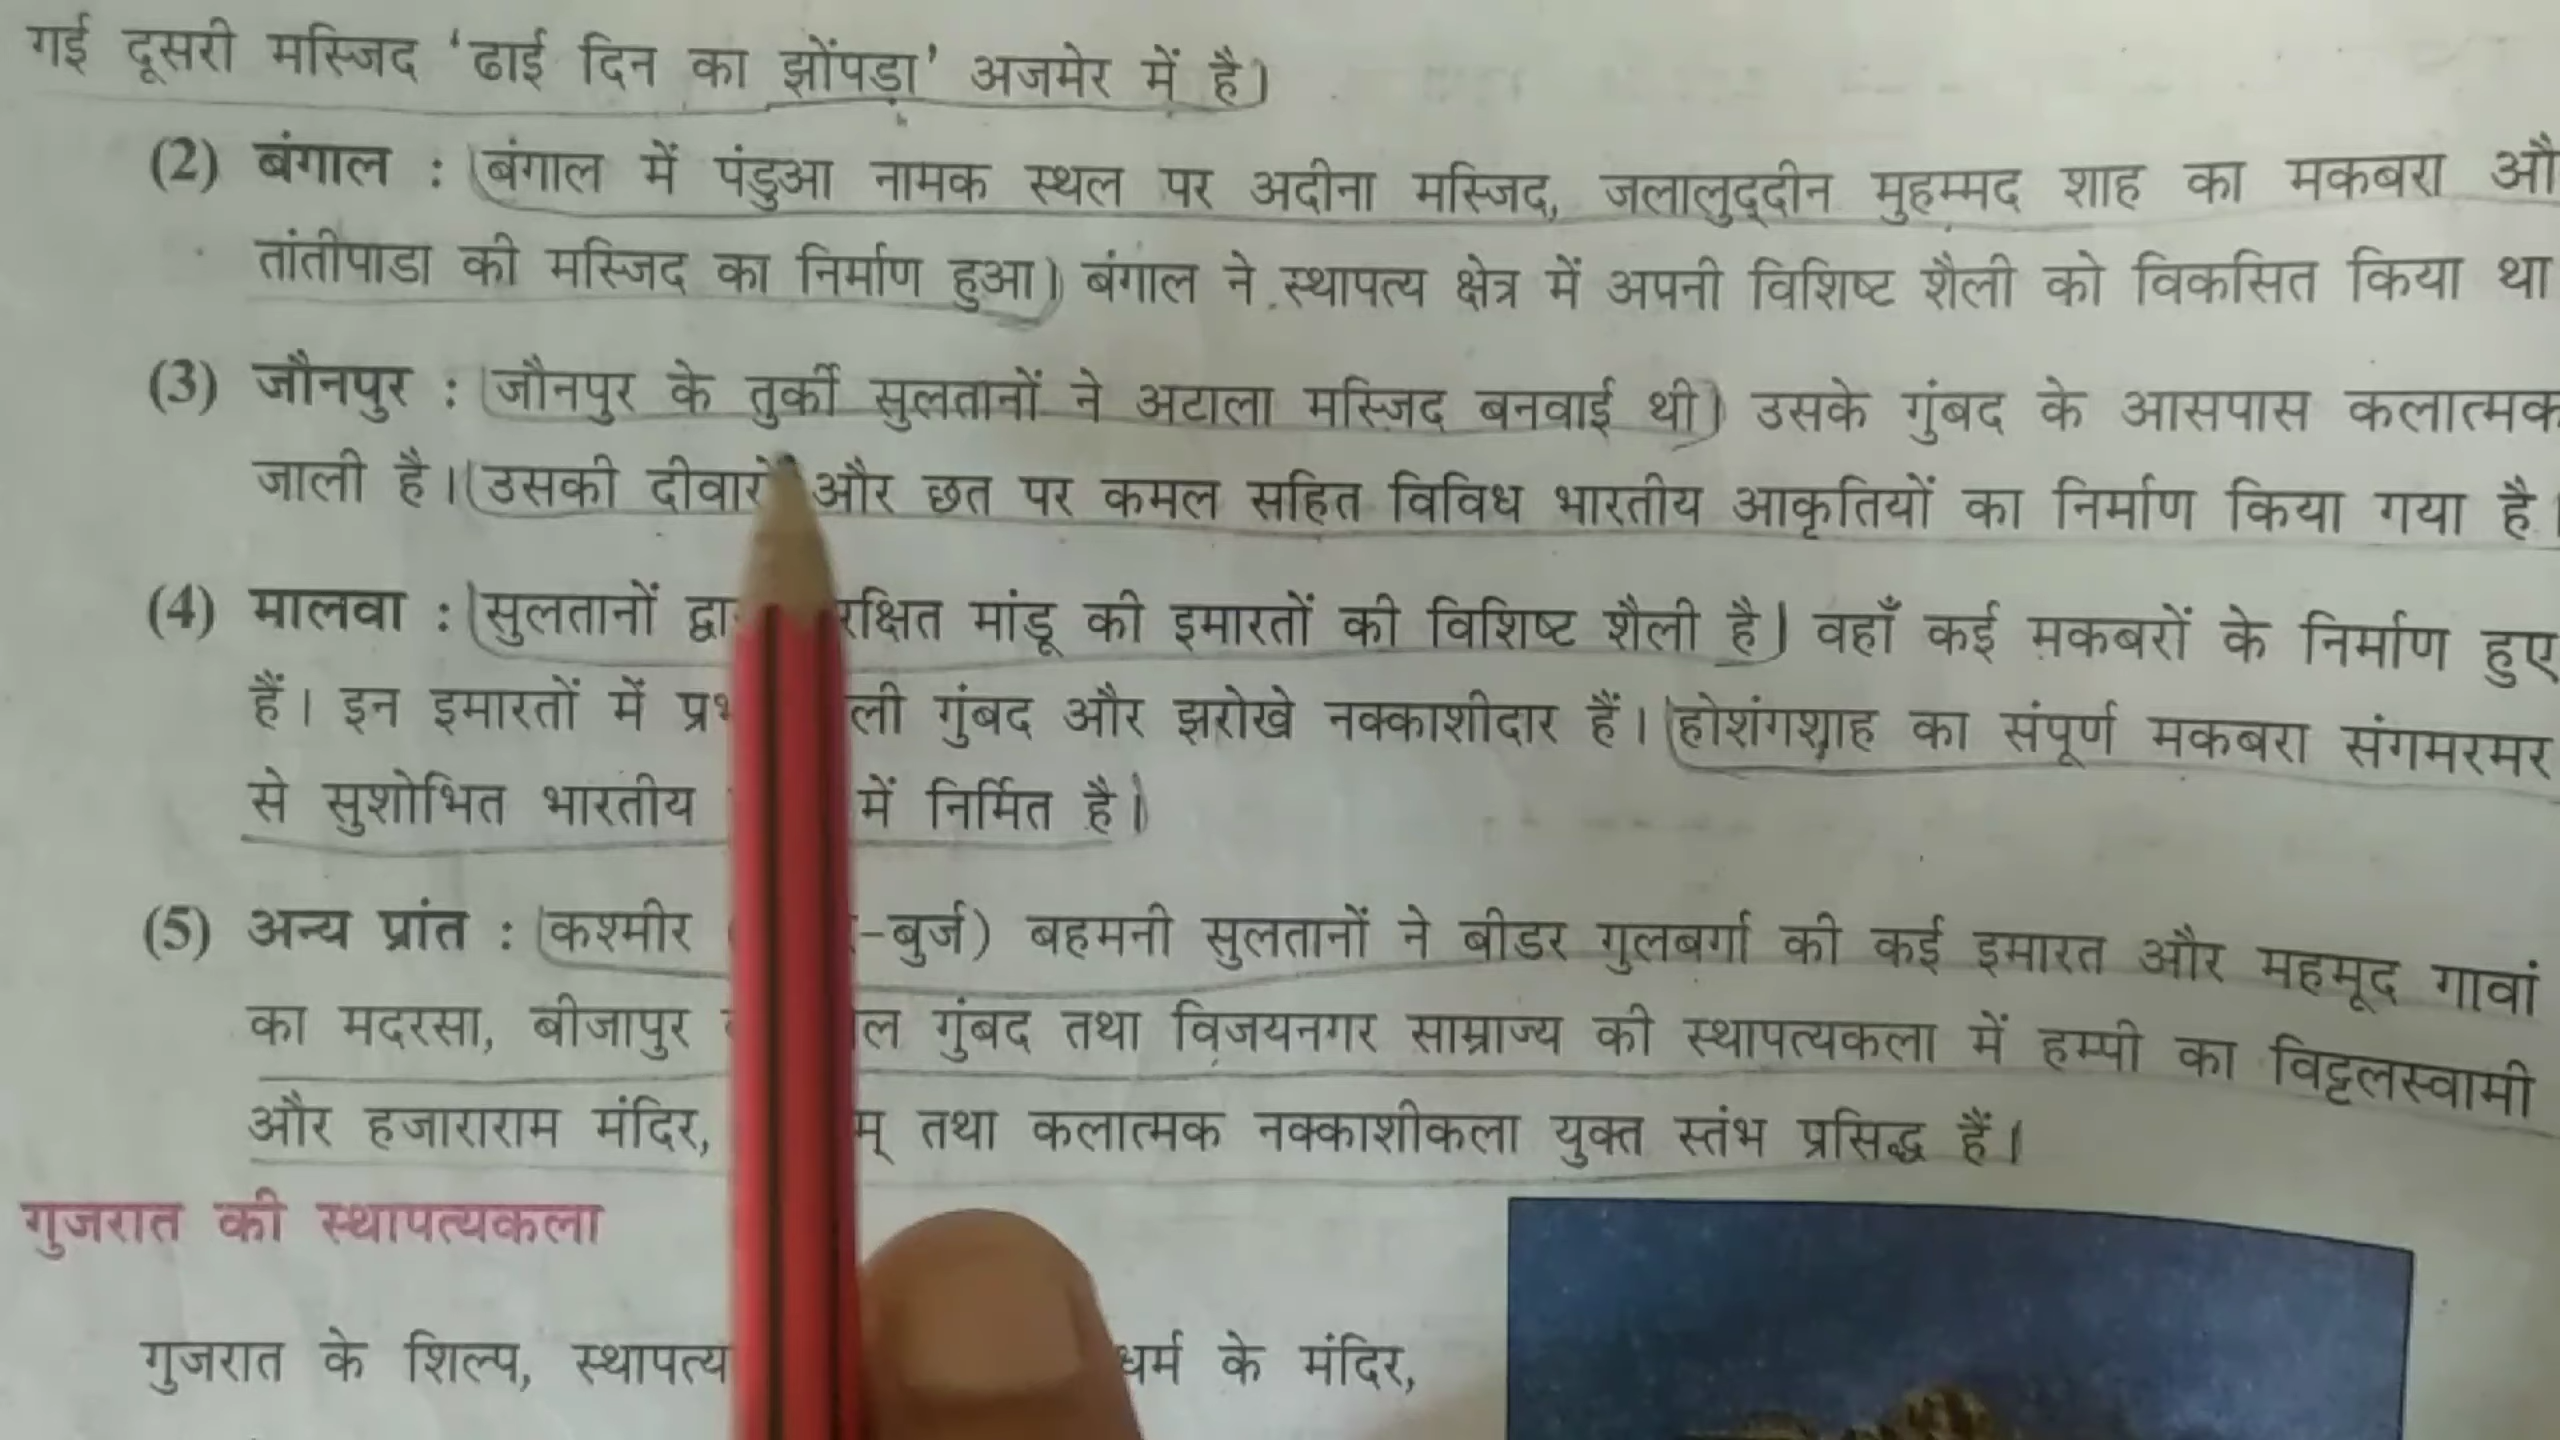 गई दूसरी मस्जिद ‘ढाई दिन का झोंपड़ा’ अजमेर में है।
(2) बंगाल : बंगाल में पंडुआ नामक स्थल पर अदीना मस्जिद, जलालुद्दीन मुहम्मद शाह का मकबरा औ
तांतीपाडा की मस्जिद का निर्माण हुआ। बंगाल ने स्थापत्य क्षेत्र में अपनी विशिष्ट शैली को विकसित किया था
(3) जौनपुर : जौनपुर के तुर्की सुलतानों ने अटाला मस्जिद बनवाई थी। उसके गुंबद के आसपास कलात्मक
जाली है। उसकी दीवारों और छत पर कमल सहित विविध भारतीय आकृतियों का निर्माण किया गया है।
(4) मालवा : सुलतानों द्वा रक्षित मांडू की इमारतों की विशिष्ट शैली है। वहाँ कई मकबरों के निर्माण हुए
हैं। इन इमारतों में ली गुंबद और झरोखे नक्काशीदार हैं। होशंगशाह का संपूर्ण मकबरा संगमरमर
से सुशोभित भारतीय में निर्मित है।
(5) अन्य प्रांत : कश्मीर -बुर्ज) बहमनी सुलतानों ने बीडर गुलबर्गा की कई इमारत और महमूद गावां
का मदरसा, बीजापुर ल गुंबद तथा विजयनगर साम्राज्य की स्थापत्यकला में हम्पी का विट्टलस्वामी
और हजाराराम मंदिर, म् तथा कलात्मक नक्काशीकला युक्त स्तंभ प्रसिद्ध हैं।
गुजरात की स्थापत्यकला
गुजरात के शिल्प, स्थापत्य धर्म के मंदिर,